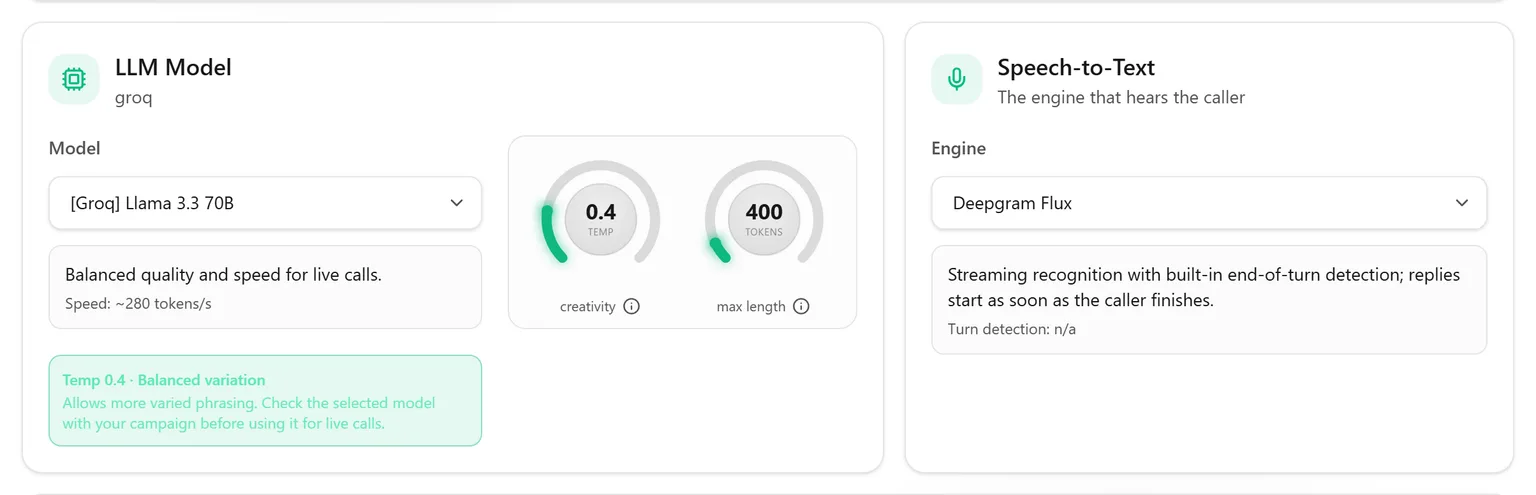 LLM Model
groq
Model
[Groq] Llama 3.3 70B
Balanced quality and speed for live calls.
Speed: ~280 tokens/s
Temp 0.4 · Balanced variation
Allows more varied phrasing. Check the selected model
with your campaign before using it for live calls.
0.4
TEMP
creativity
400
TOKENS
max length
Speech-to-Text
The engine that hears the caller
Engine
Deepgram Flux
Streaming recognition with built-in end-of-turn detection; replies
start as soon as the caller finishes.
Turn detection: n/a